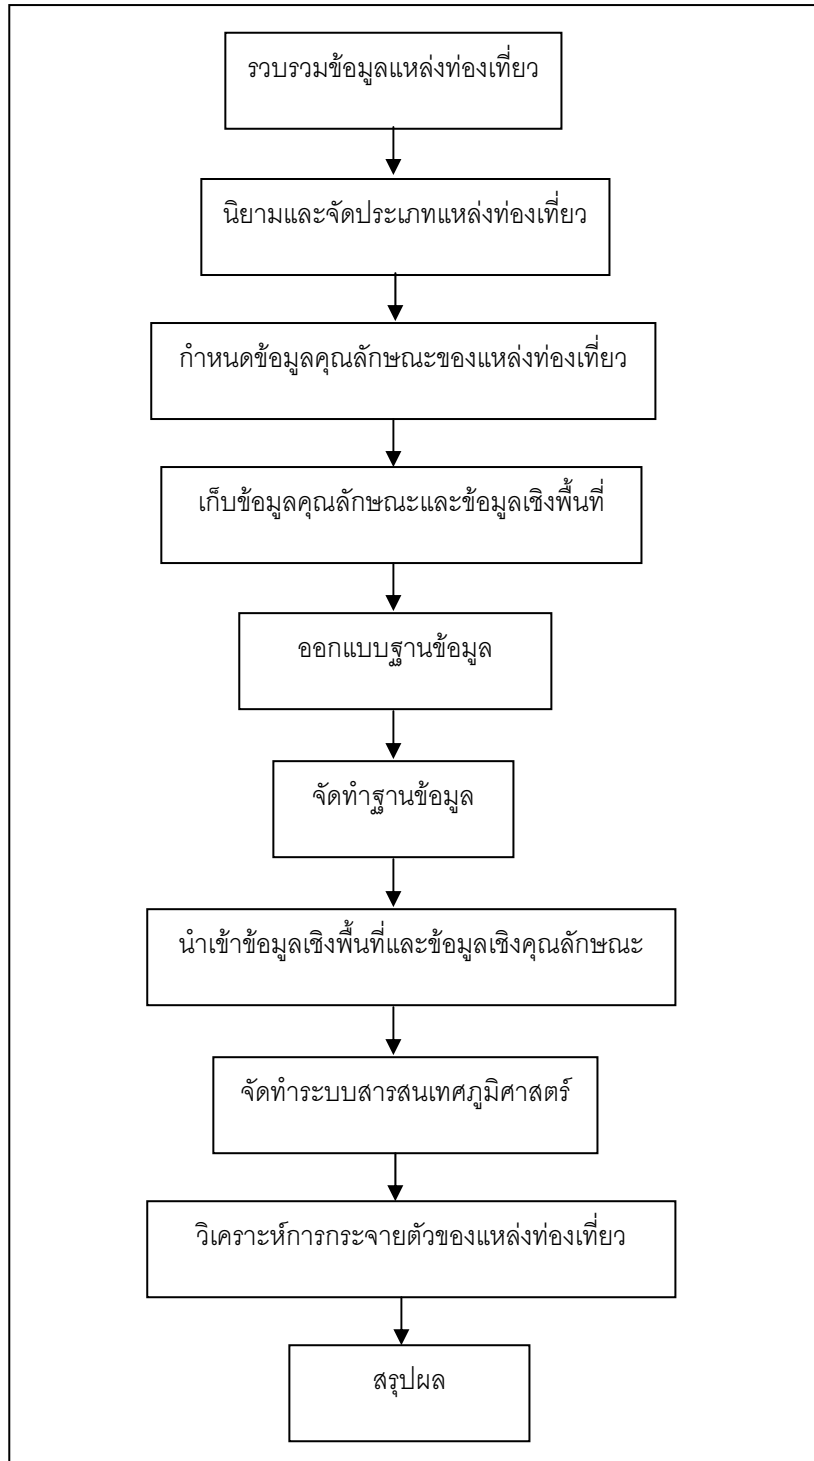 รวบรวมข้อมูลแหล่งท่องเที่ยว
นิยามและจัดประเภทแหล่งท่องเที่ยว
กำหนดข้อมูลคุณลักษณะของแหล่งท่องเที่ยว
เก็บข้อมูลคุณลักษณะและข้อมูลเชิงพื้นที่
ออกแบบฐานข้อมูล
จัดทำฐานข้อมูล
นำเข้าข้อมูลเชิงพื้นที่และข้อมูลเชิงคุณลักษณะ
จัดทำระบบสารสนเทศภูมิศาสตร์
วิเคราะห์การกระจายตัวของแหล่งท่องเที่ยว
สรุปผล